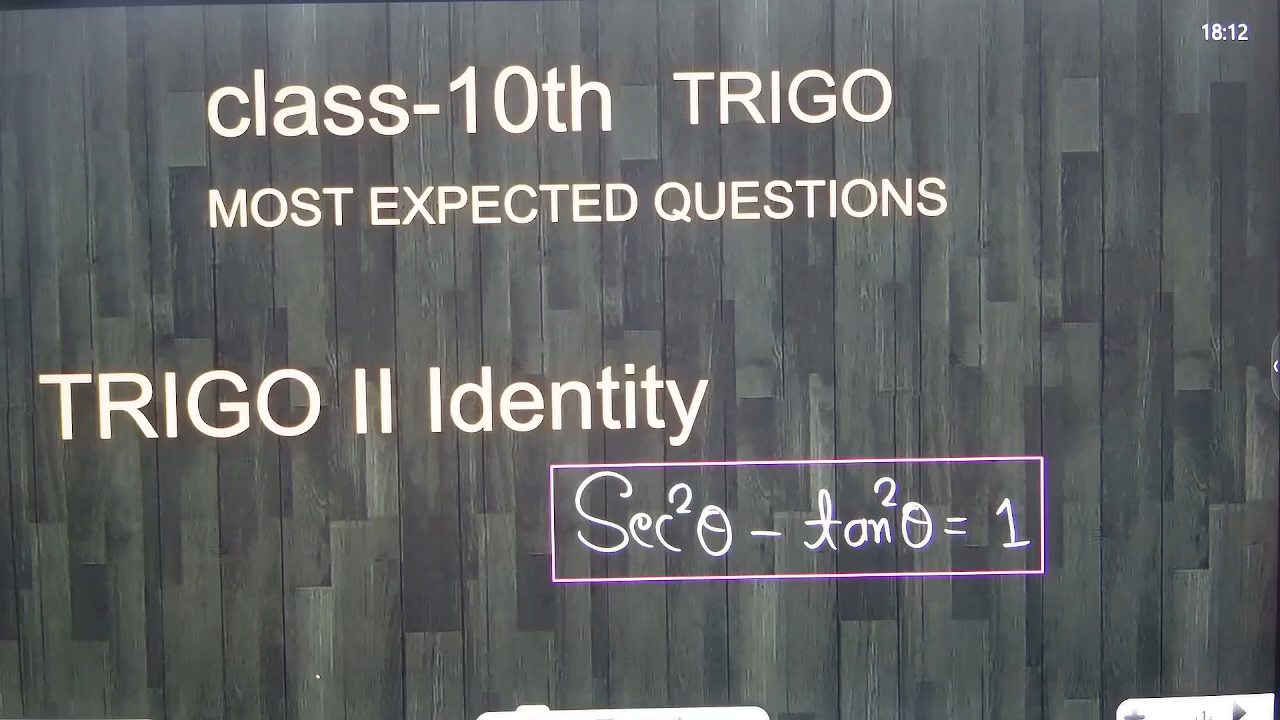 18:12
class-10th TRIGO
MOST EXPECTED QUESTIONS
TRIGO II Identity
Sec²θ - tan²θ = 1